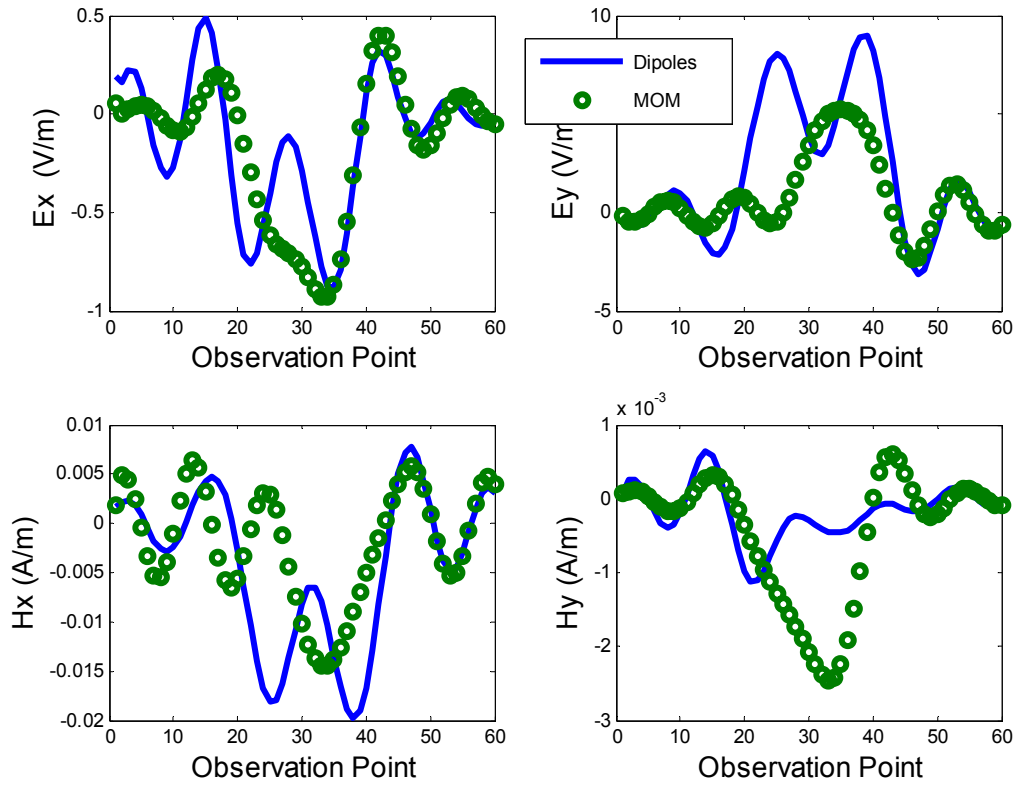 0.5
0
-0.5
-1
0 10 20 30 40 50 60
Ex (V/m)
Observation Point
10
5
0
-5
0 10 20 30 40 50 60
Ey (V/m)
Observation Point
Dipoles
MOM
0.01
0.005
0
-0.005
-0.01
-0.015
-0.02
0 10 20 30 40 50 60
Hx (A/m)
Observation Point
x 10-3
1
0
-1
-2
-3
0 10 20 30 40 50 60
Hy (A/m)
Observation Point